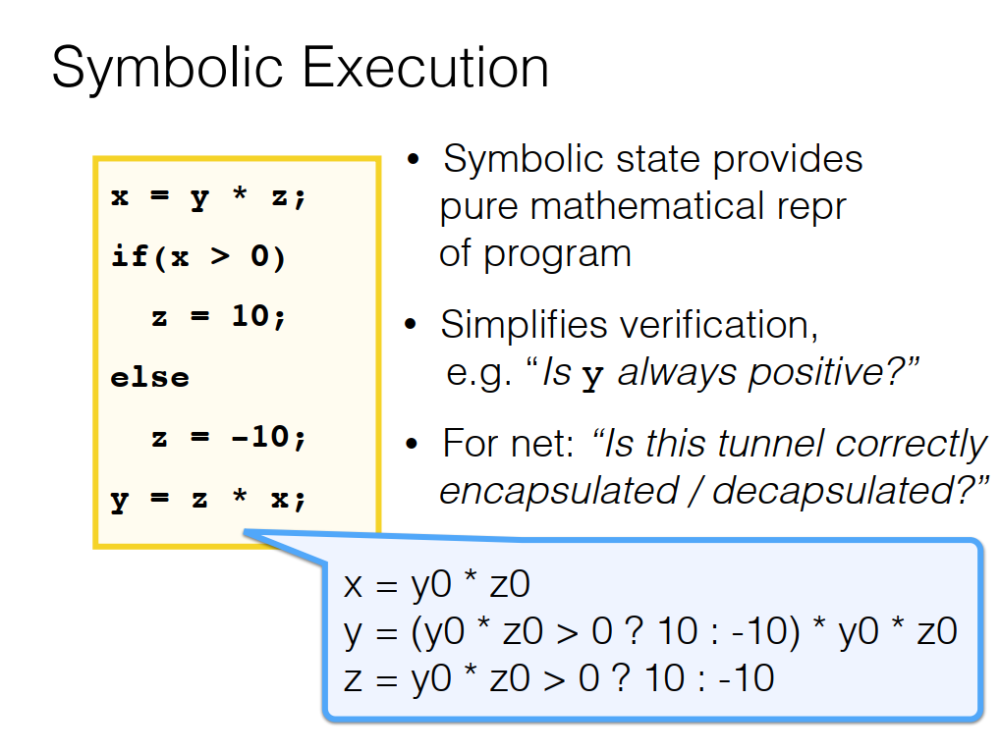 Symbolic Execution
x = y * z;
if(x > 0)
z = 10;
else
z = -10;
y = z * x;
• Symbolic state provides
pure mathematical repr
of program
• Simplifies verification,
e.g. “Is y always positive?”
• For net: “Is this tunnel correctly
encapsulated / decapsulated?”
x = y0 * z0
y = (y0 * z0 > 0 ? 10 : -10) * y0 * z0
z = y0 * z0 > 0 ? 10 : -10